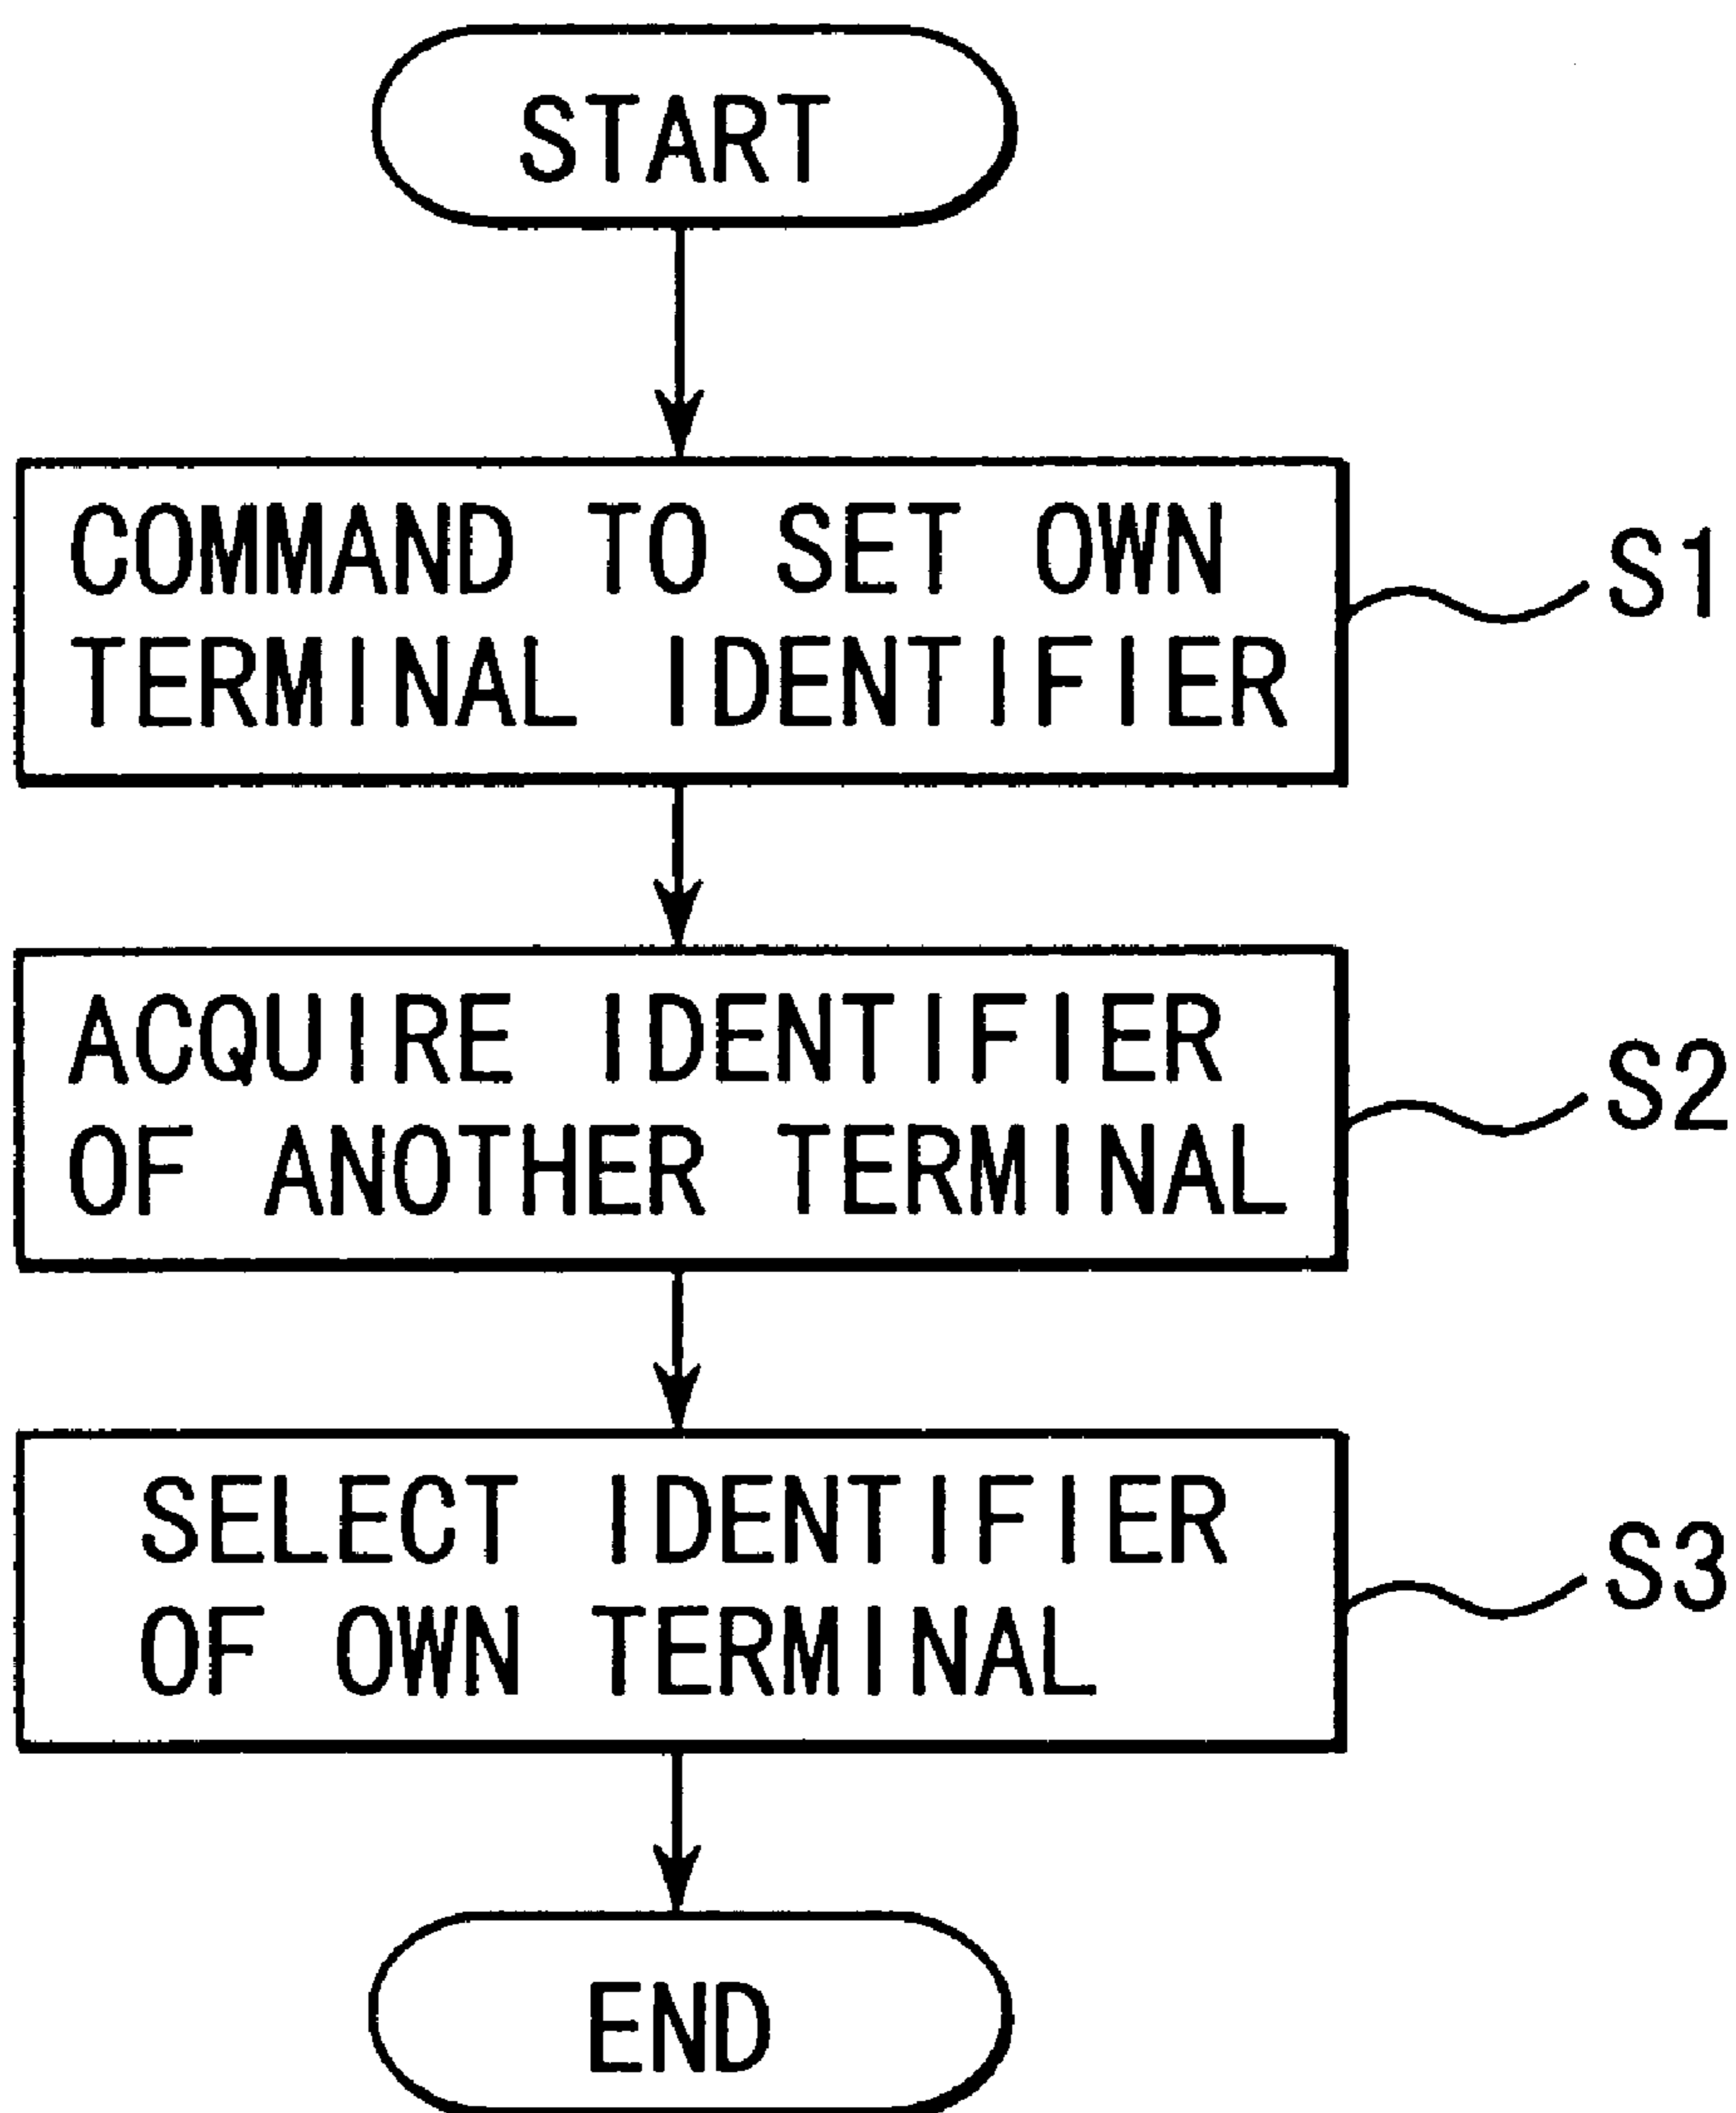 START
COMMAND TO SET OWN
TERMINAL IDENTIFIER
S1
ACQUIRE IDENTIFIER
OF ANOTHER TERMINAL
S2
SELECT IDENTIFIER
OF OWN TERMINAL
S3
END